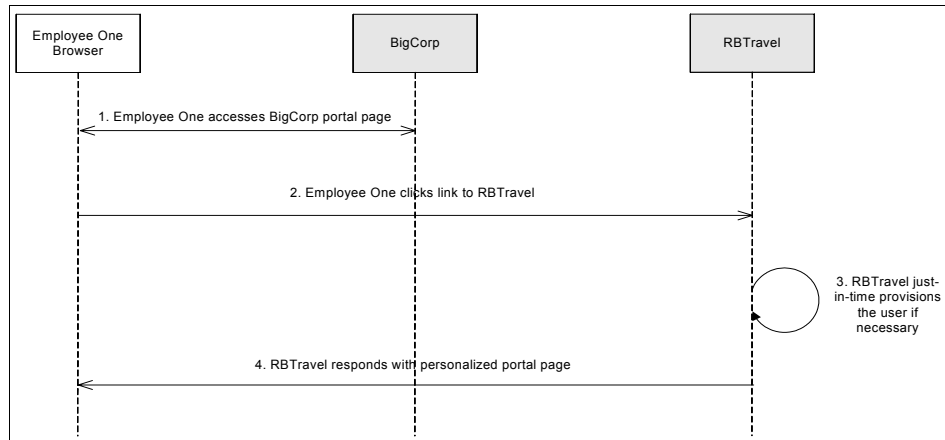 Employee One
Browser
BigCorp
RBTravel
1. Employee One accesses BigCorp portal page
2. Employee One clicks link to RBTravel
3. RBTravel just-
in-time provisions
the user if
necessary
4. RBTravel responds with personalized portal page